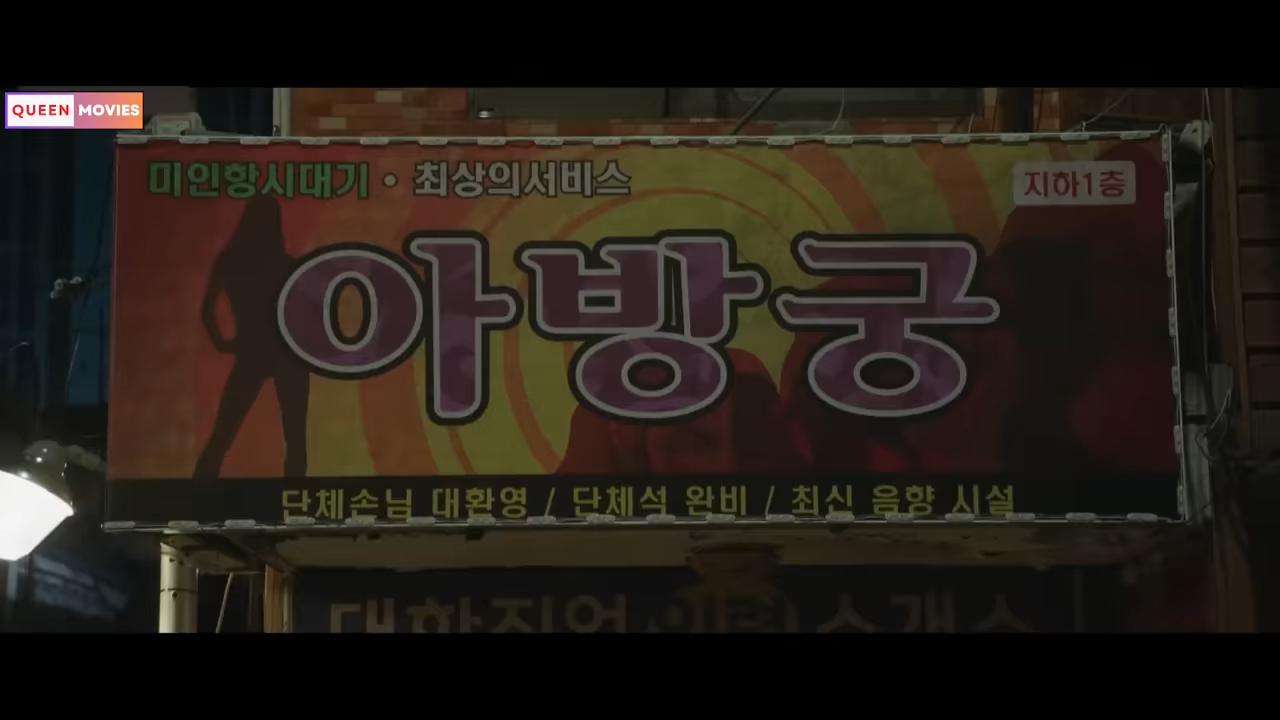 QUEEN MOVIES
미인항시대기 • 최상의서비스
지하1층
아방궁
단체손님 대환영 / 단체석 완비 / 최신 음향 시설